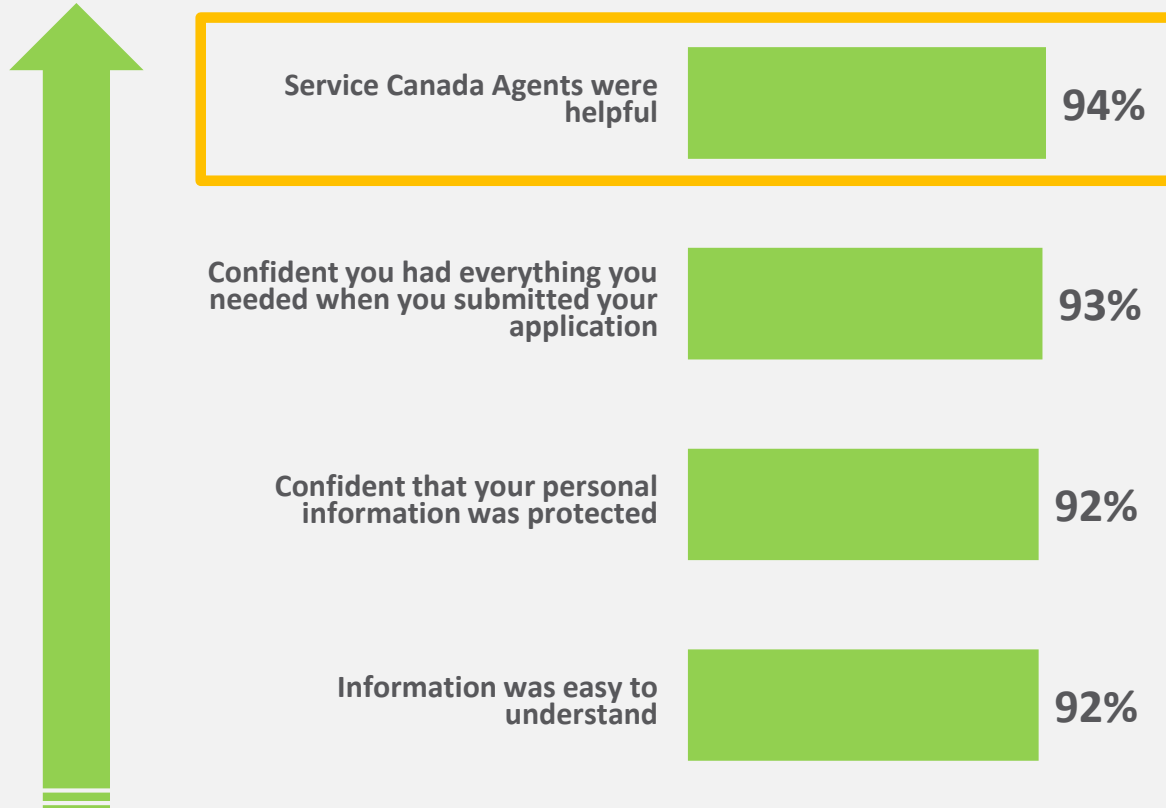 Service Canada Agents were
helpful
94%
Confident you had everything you
needed when you submitted your
application
93%
Confident that your personal
information was protected
92%
Information was easy to
understand
92%